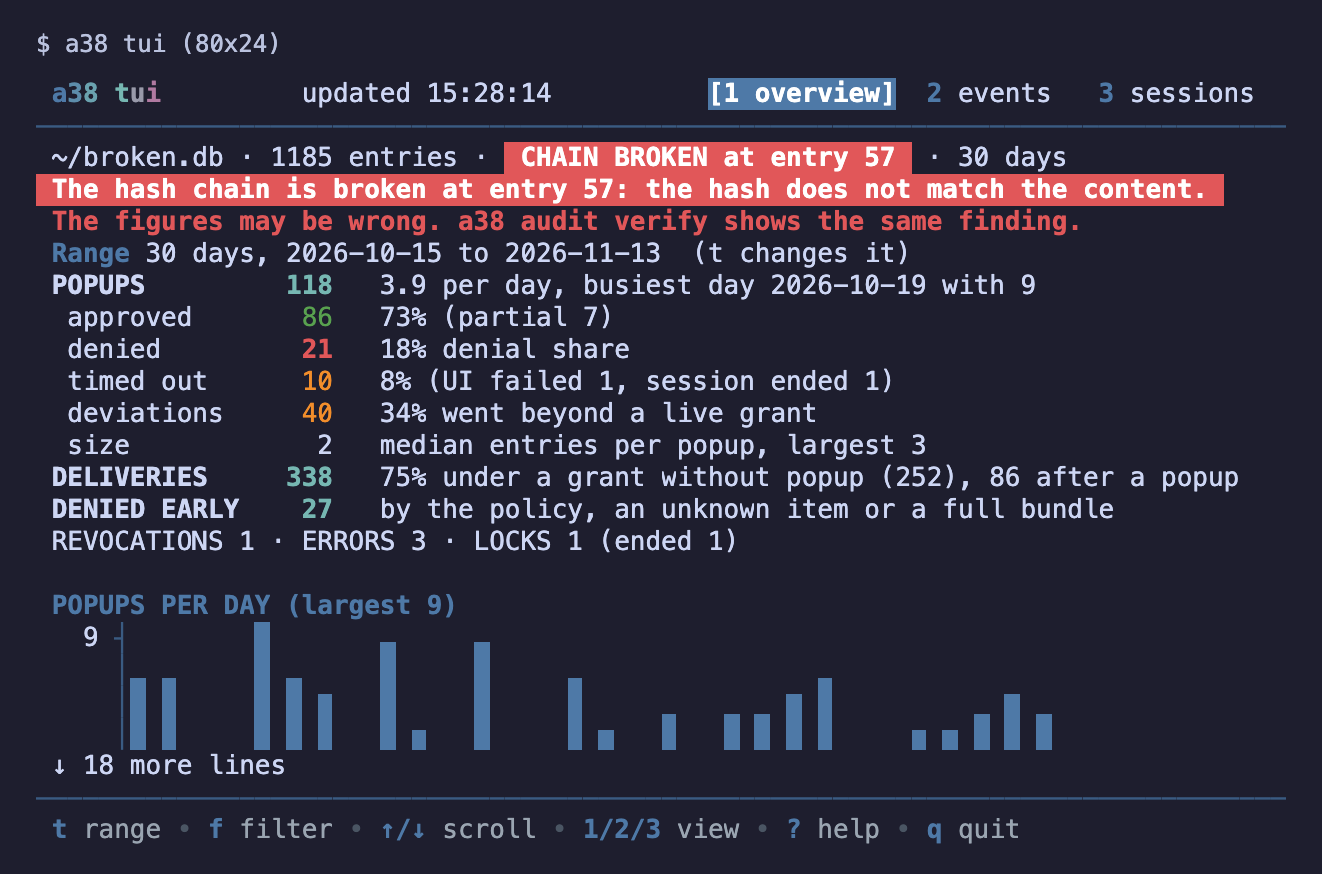 $ a38 tui (80x24)
a38 tui updated 15:28:14 [1 overview] 2 events 3 sessions
~/broken.db · 1185 entries · CHAIN BROKEN at entry 57 · 30 days
The hash chain is broken at entry 57: the hash does not match the content.
The figures may be wrong. a38 audit verify shows the same finding.
Range 30 days, 2026-10-15 to 2026-11-13 (t changes it)
POPUPS 118 3.9 per day, busiest day 2026-10-19 with 9
approved 86 73% (partial 7)
denied 21 18% denial share
timed out 10 8% (UI failed 1, session ended 1)
deviations 40 34% went beyond a live grant
size 2 median entries per popup, largest 3
DELIVERIES 338 75% under a grant without popup (252), 86 after a popup
DENIED EARLY 27 by the policy, an unknown item or a full bundle
REVOCATIONS 1 · ERRORS 3 · LOCKS 1 (ended 1)
POPUPS PER DAY (largest 9)
9
↓ 18 more lines
t range • f filter • ↑/↓ scroll • 1/2/3 view • ? help • q quit